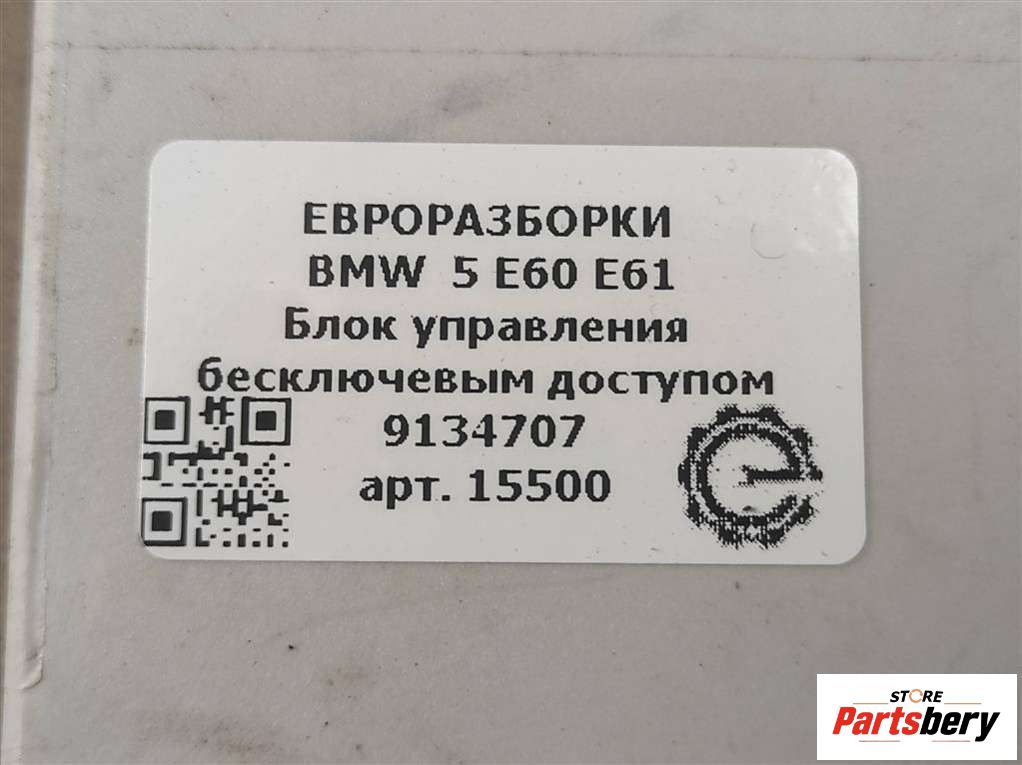 ЕВРОРАЗБОРКИ
BMW 5 E60 E61
Блок управления
бесключевым доступом
9134707
арт. 15500
STORE
Partsbery